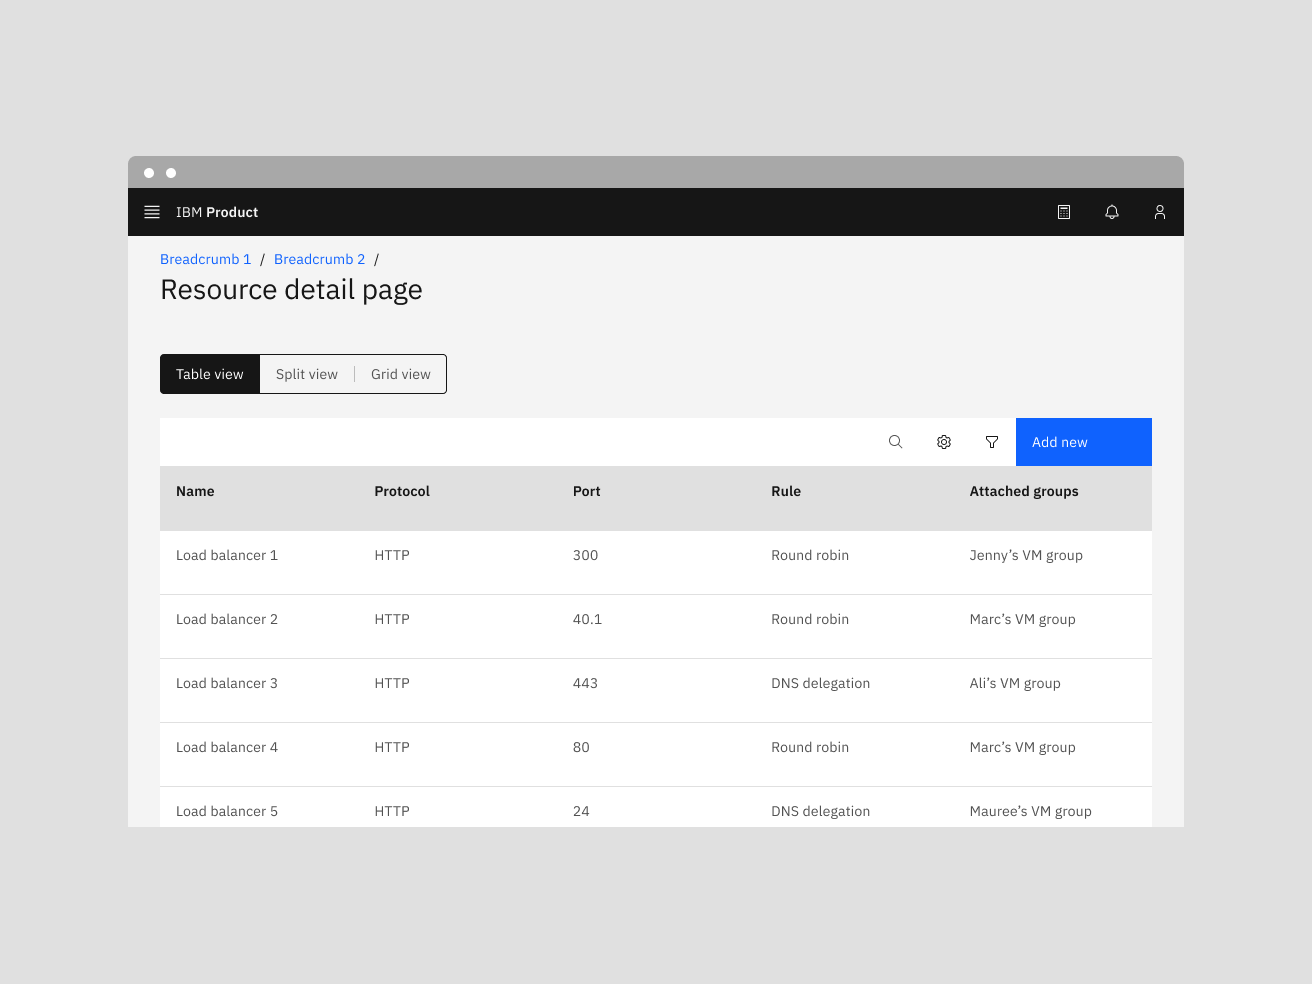 IBM Product
Breadcrumb 1 / Breadcrumb 2 /
Resource detail page
Table view Split view Grid view
Add new
Name Protocol Port Rule Attached groups
Load balancer 1 HTTP 300 Round robin Jenny’s VM group
Load balancer 2 HTTP 40.1 Round robin Marc’s VM group
Load balancer 3 HTTP 443 DNS delegation Ali’s VM group
Load balancer 4 HTTP 80 Round robin Marc’s VM group
Load balancer 5 HTTP 24 DNS delegation Mauree’s VM group